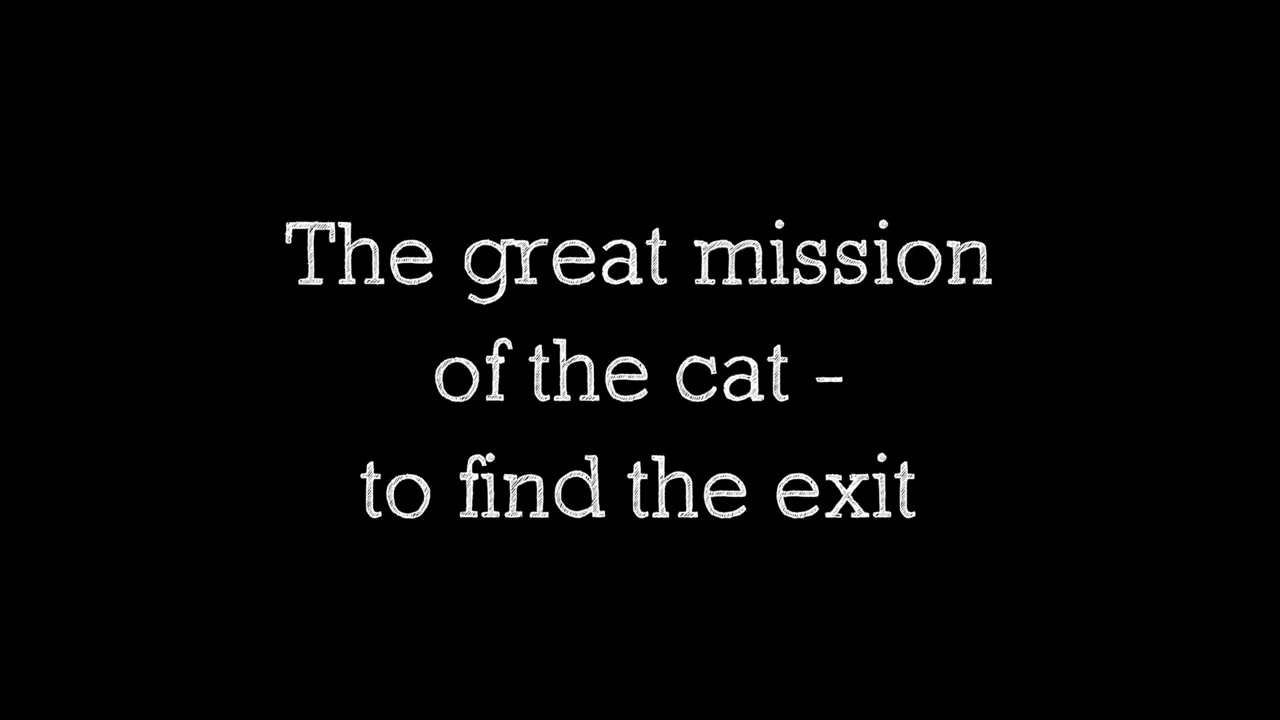 The great mission
of the cat -
to find the exit